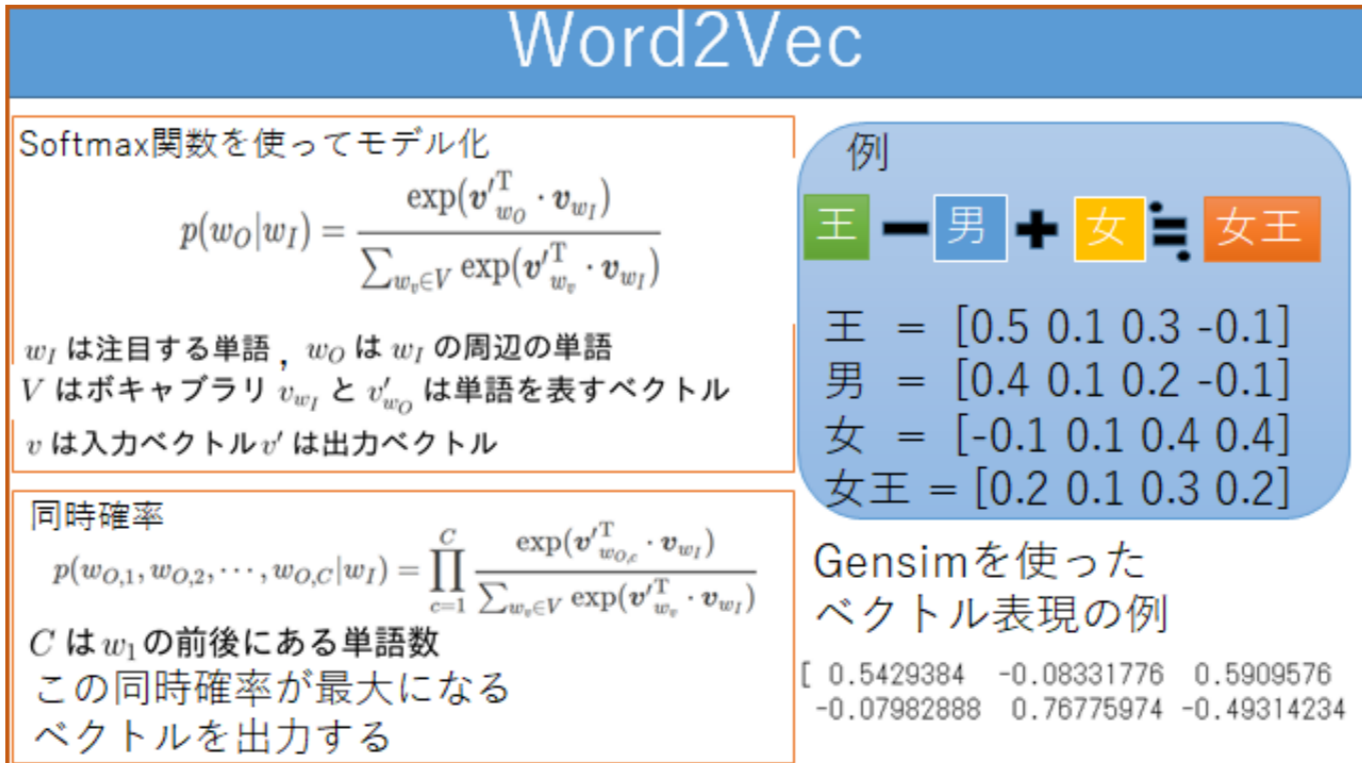 Word2Vec
Softmax関数を使ってモデル化
p(w_O|w_I) = exp(v'^T_{w_O} · v_{w_I}) / ∑_{w_v∈V} exp(v'^T_{w_v} · v_{w_I})
w_I は注目する単語 , w_O は w_I の周辺の単語
V はボキャブラリ v_{w_I} と v'_{w_O} は単語を表すベクトル
v は入力ベクトル v' は出力ベクトル
同時確率
p(w_{O,1}, w_{O,2}, ⋯, w_{O,C}|w_I) = ∏_{c=1}^{C} exp(v'^T_{w_{O,c}} · v_{w_I}) / ∑_{w_v∈V} exp(v'^T_{w_v} · v_{w_I})
C は w_1 の前後にある単語数
この同時確率が最大になる
ベクトルを出力する
例
王 − 男 + 女 ≒ 女王
王 = [0.5 0.1 0.3 -0.1]
男 = [0.4 0.1 0.2 -0.1]
女 = [-0.1 0.1 0.4 0.4]
女王 = [0.2 0.1 0.3 0.2]
Gensimを使った
ベクトル表現の例
[ 0.5429384 -0.08331776 0.5909576
-0.07982888 0.76775974 -0.49314234